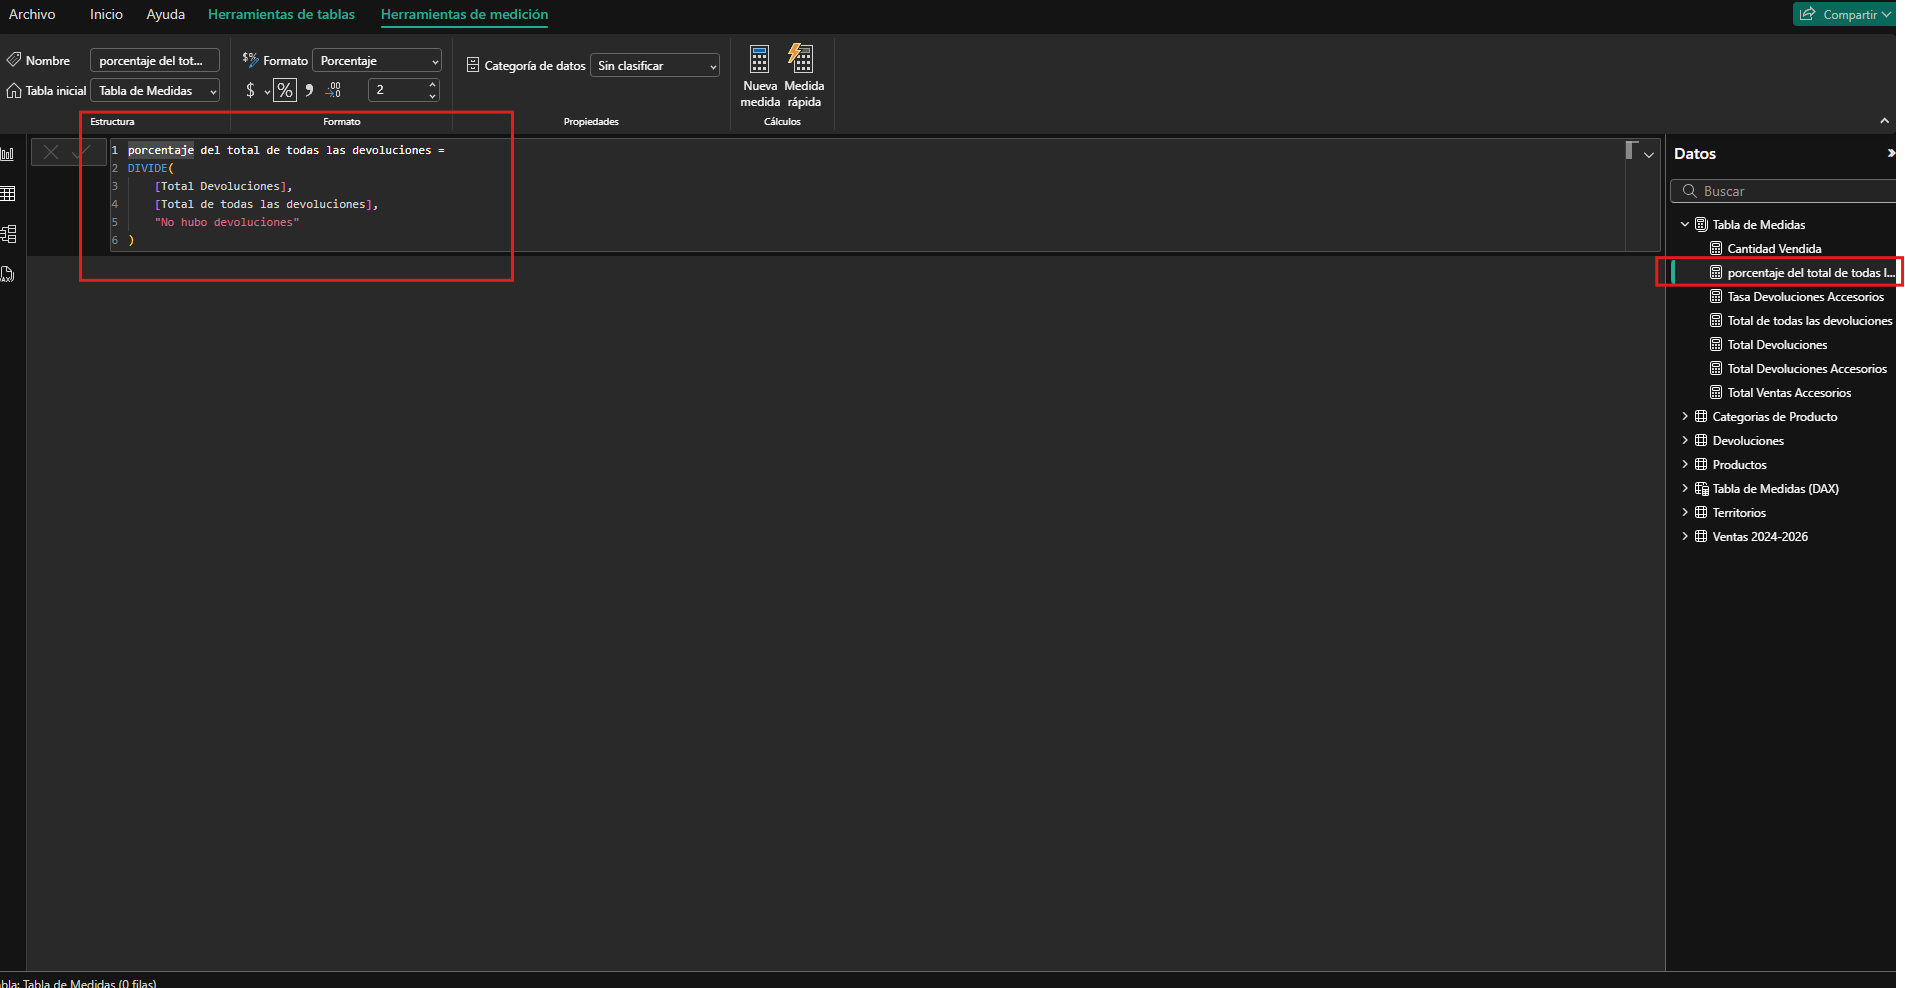 Archivo Inicio Ayuda Herramientas de tablas Herramientas de medición Compartir
Nombre porcentaje del tot...
Tabla inicial Tabla de Medidas
Estructura
$% Formato Porcentaje
$ % , .00 2
Formato
Categoría de datos Sin clasificar
Propiedades
Nueva medida
Medida rápida
Cálculos
1 porcentaje del total de todas las devoluciones =
2 DIVIDE(
3 [Total Devoluciones],
4 [Total de todas las devoluciones],
5 "No hubo devoluciones"
6 )
Datos
Buscar
Tabla de Medidas
Cantidad Vendida
porcentaje del total de todas l...
Tasa Devoluciones Accesorios
Total de todas las devoluciones
Total Devoluciones
Total Devoluciones Accesorios
Total Ventas Accesorios
Categorias de Producto
Devoluciones
Productos
Tabla de Medidas (DAX)
Territorios
Ventas 2024-2026
bla: Tabla de Medidas (0 filas)